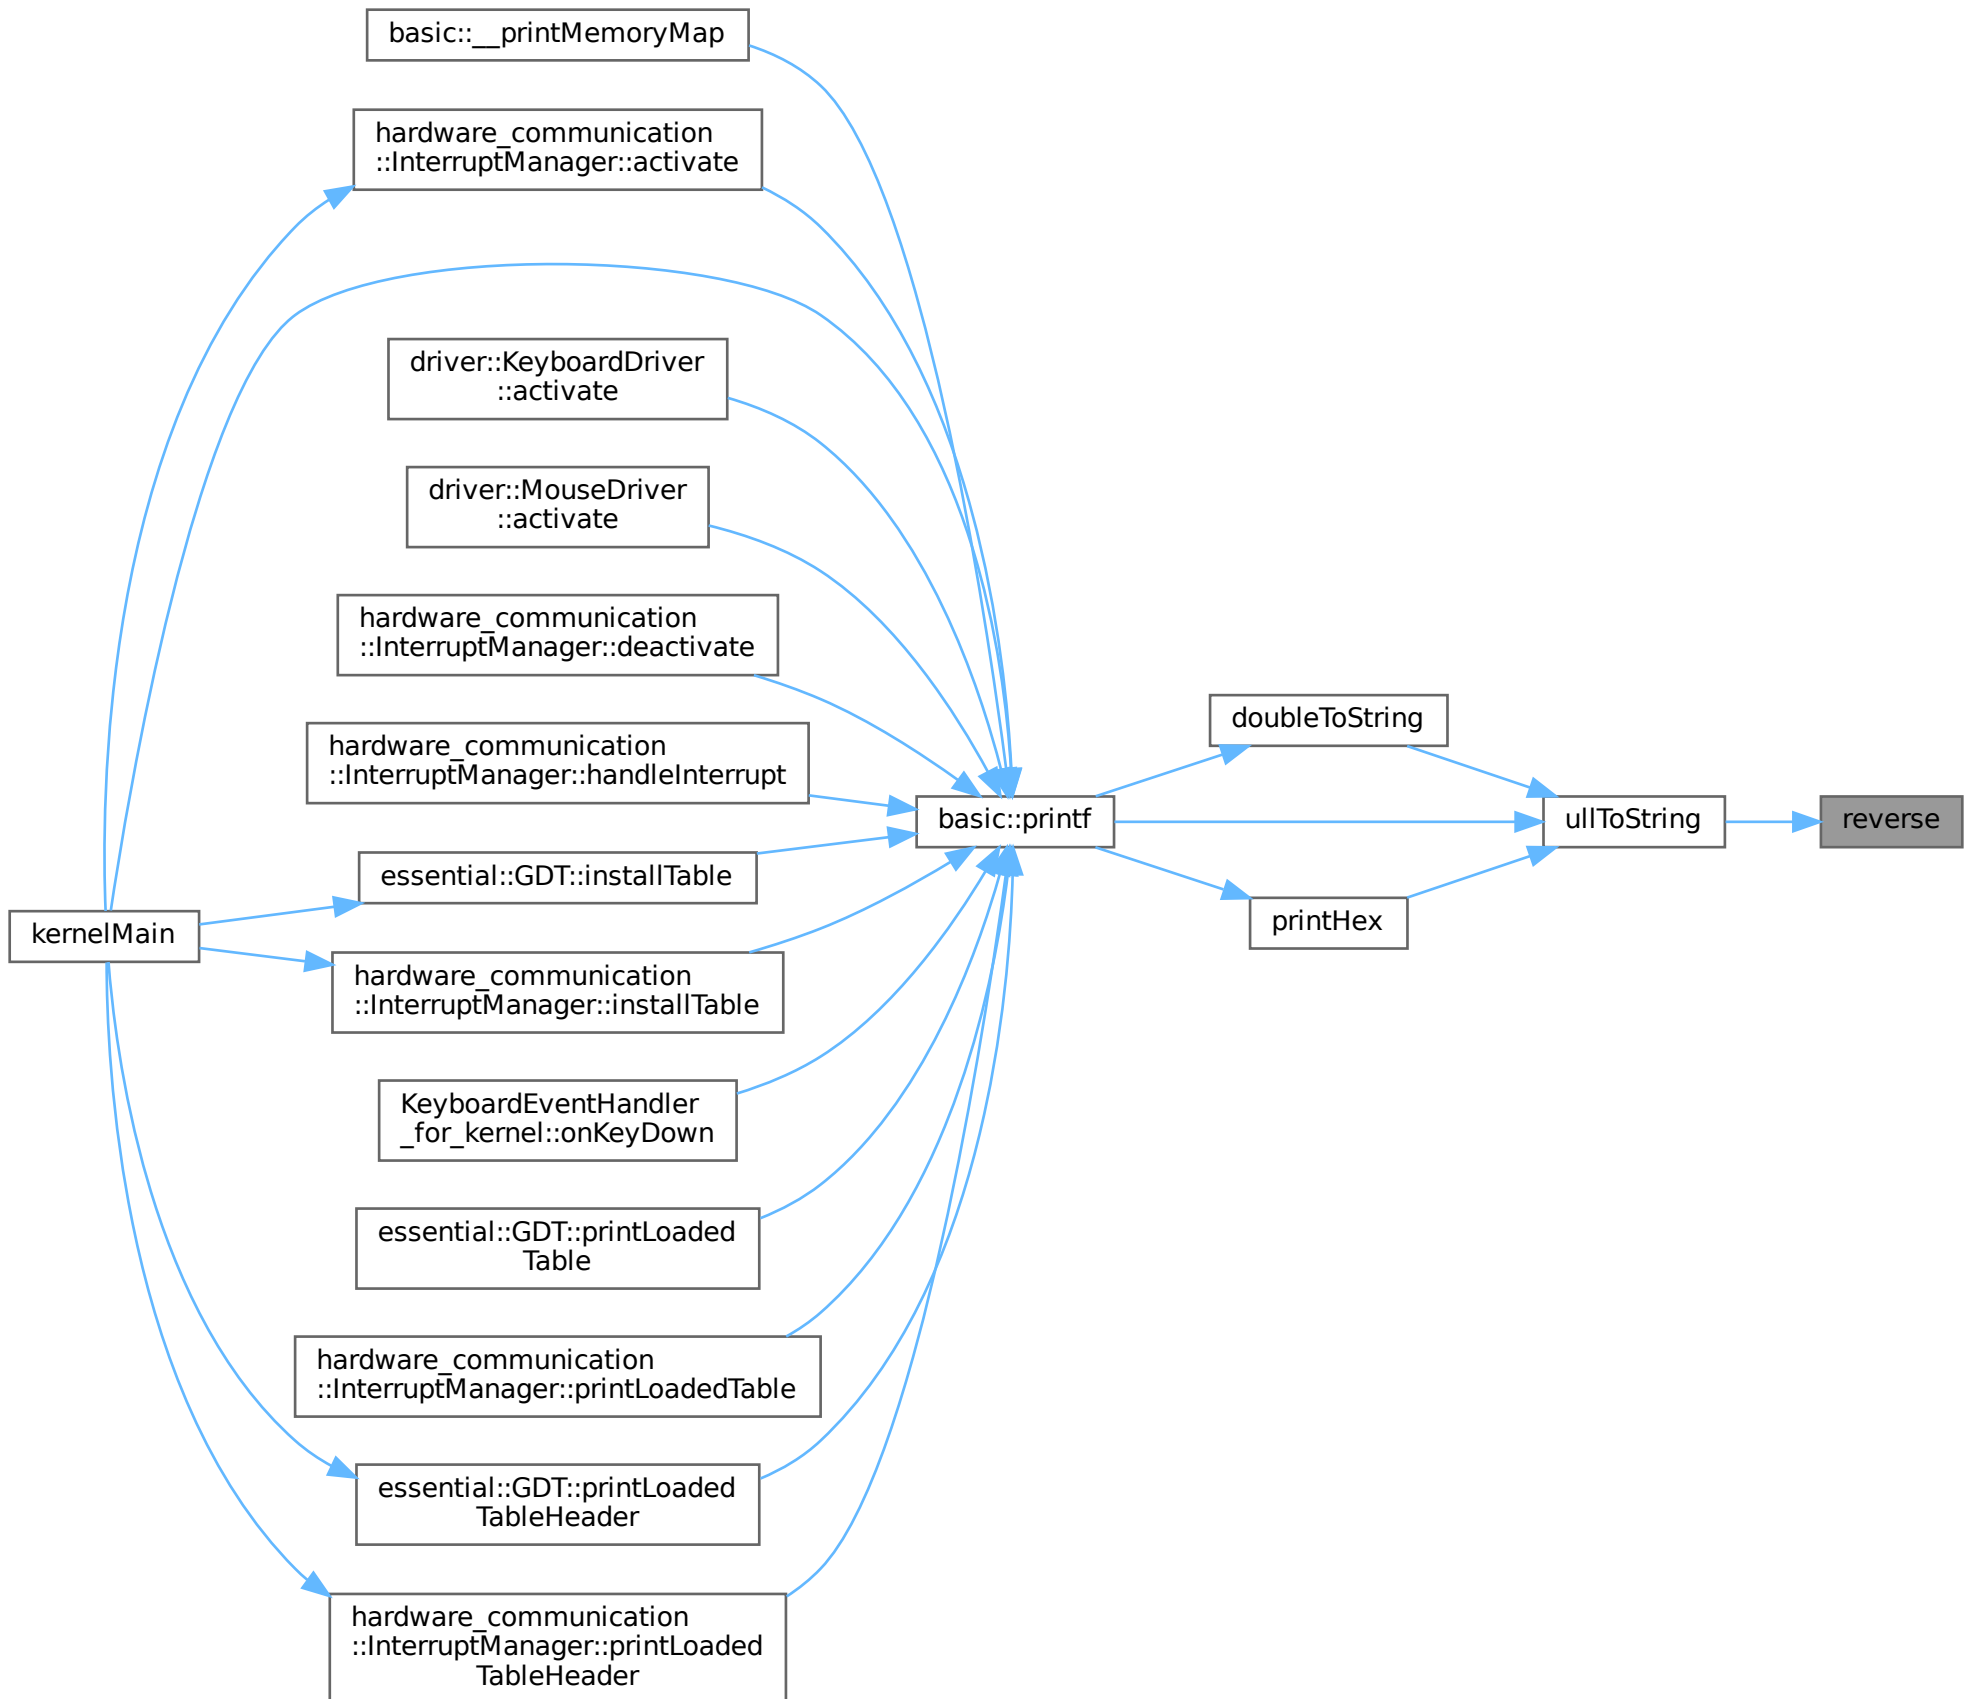 basic::__printMemoryMap
hardware_communication
::InterruptManager::activate
driver::KeyboardDriver
::activate
driver::MouseDriver
::activate
hardware_communication
::InterruptManager::deactivate
hardware_communication
::InterruptManager::handleInterrupt
essential::GDT::installTable
kernelMain
hardware_communication
::InterruptManager::installTable
KeyboardEventHandler
_for_kernel::onKeyDown
essential::GDT::printLoaded
Table
hardware_communication
::InterruptManager::printLoadedTable
essential::GDT::printLoaded
TableHeader
hardware_communication
::InterruptManager::printLoaded
TableHeader
basic::printf
doubleToString
printHex
ullToString
reverse